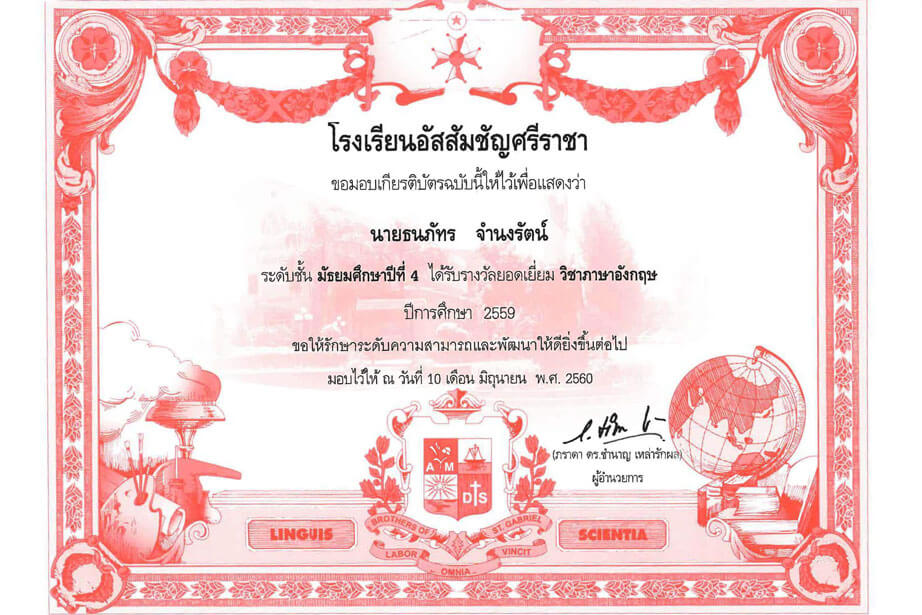 โรงเรียนอัสสัมชัญศรีราชา
ขอมอบเกียรติบัตรฉบับนี้ให้ไว้เพื่อแสดงว่า
นายธนภัทร จำนงรัตน์
ระดับชั้น มัธยมศึกษาปีที่ 4 ได้รับรางวัลยอดเยี่ยม วิชาภาษาอังกฤษ
ปีการศึกษา 2559
ขอให้รักษาระดับความสามารถและพัฒนาให้ดียิ่งขึ้นต่อไป
มอบไว้ให้ ณ วันที่ 10 เดือน มิถุนายน พ.ศ. 2560
(ภราดา ดร.ชำนาญ เหล่ารักผล)
ผู้อำนวยการ
A M
D S
BROTHERS OF ST. GABRIEL
LINGUIS
SCIENTIA
LABOR OMNIA VINCIT